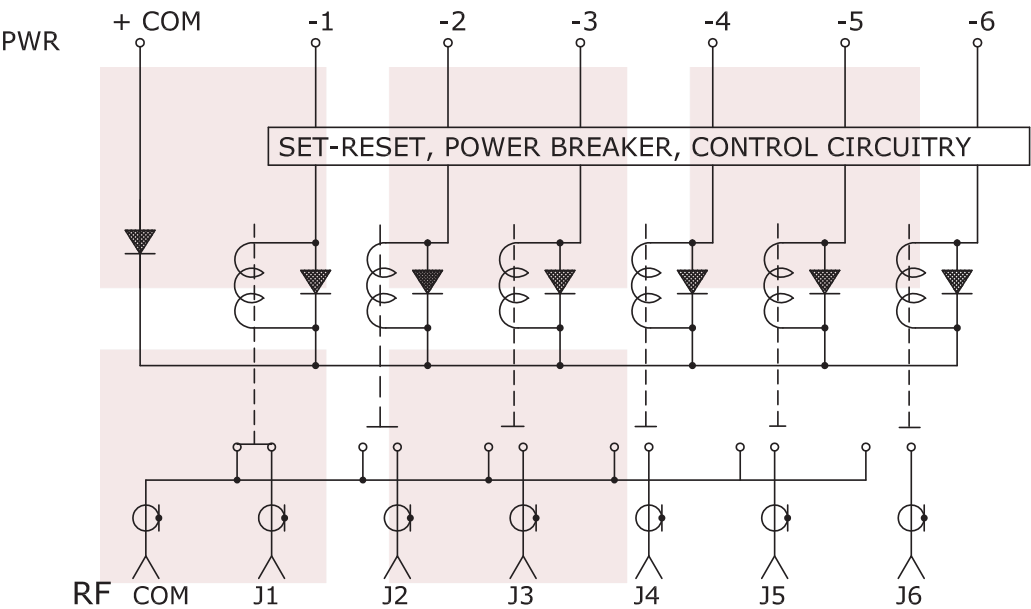 + COM -1 -2 -3 -4 -5 -6
PWR
SET-RESET, POWER BREAKER, CONTROL CIRCUITRY
RF COM J1 J2 J3 J4 J5 J6